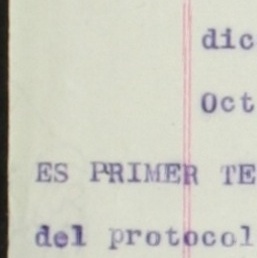 dic
Oct
ES PRIMER TE
del protocol